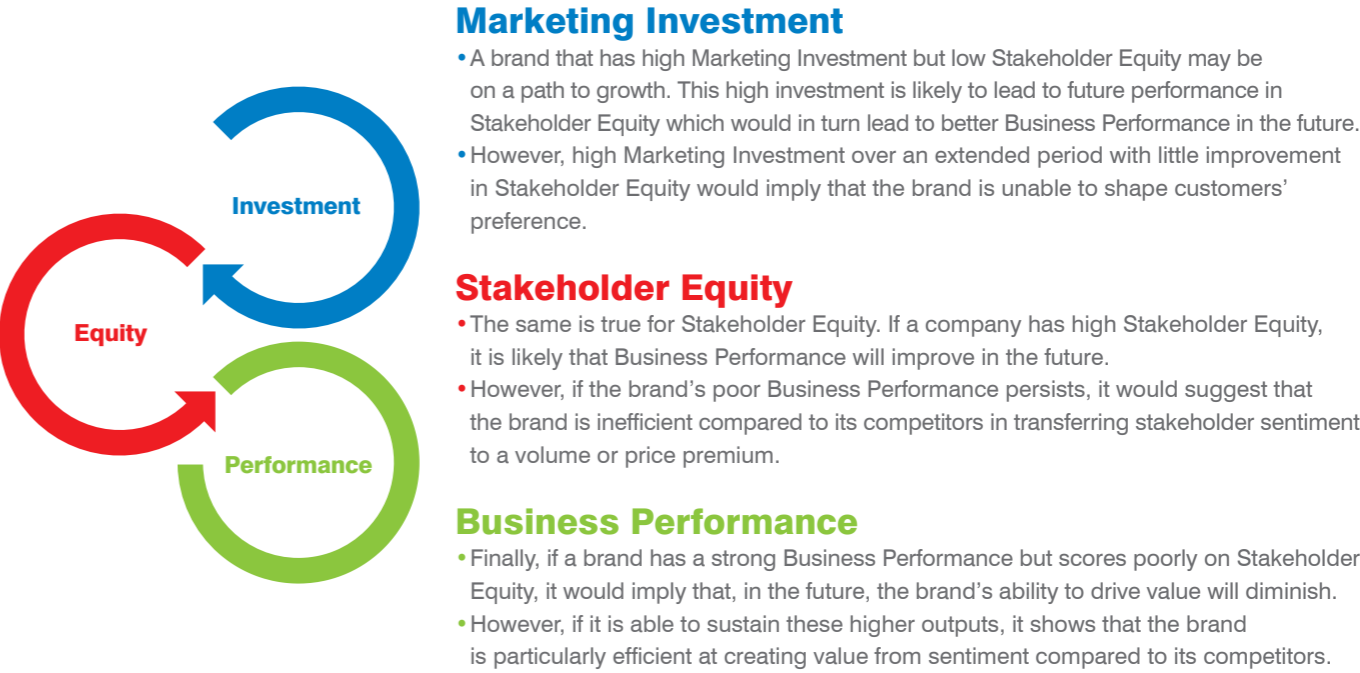 Marketing Investment
•A brand that has high Marketing Investment but low Stakeholder Equity may be
on a path to growth. This high investment is likely to lead to future performance in
Stakeholder Equity which would in turn lead to better Business Performance in the future.
•However, high Marketing Investment over an extended period with little improvement
in Stakeholder Equity would imply that the brand is unable to shape customers’
preference.
Investment
Stakeholder Equity
•The same is true for Stakeholder Equity. If a company has high Stakeholder Equity,
it is likely that Business Performance will improve in the future.
•However, if the brand’s poor Business Performance persists, it would suggest that
the brand is inefficient compared to its competitors in transferring stakeholder sentiment
to a volume or price premium.
Equity
Performance
Business Performance
•Finally, if a brand has a strong Business Performance but scores poorly on Stakeholder
Equity, it would imply that, in the future, the brand’s ability to drive value will diminish.
•However, if it is able to sustain these higher outputs, it shows that the brand
is particularly efficient at creating value from sentiment compared to its competitors.